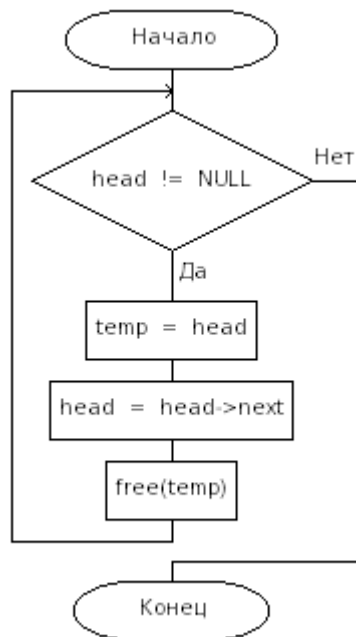 Начало
head != NULL
Нет
Да
temp = head
head = head->next
free(temp)
Конец